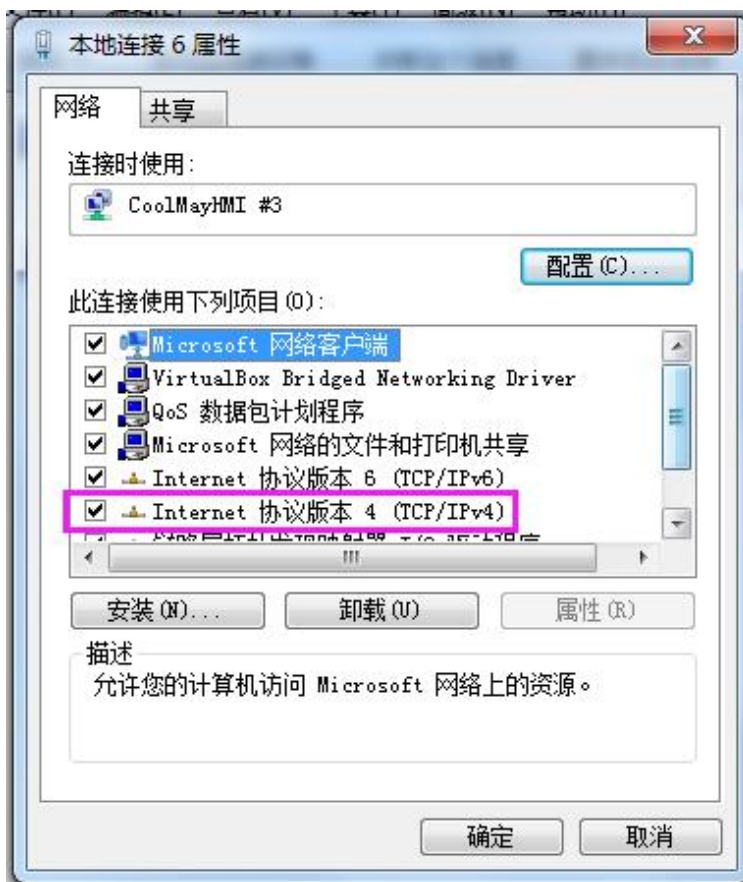 本地连接 6 属性
网络
共享
连接时使用:
CoolMayHMI #3
配置(C)...
此连接使用下列项目(O):
Microsoft 网络客户端
VirtualBox Bridged Networking Driver
QoS 数据包计划程序
Microsoft 网络的文件和打印机共享
Internet 协议版本 6 (TCP/IPv6)
Internet 协议版本 4 (TCP/IPv4)
安装(N)...
卸载(U)
属性(R)
描述
允许您的计算机访问 Microsoft 网络上的资源。
确定
取消